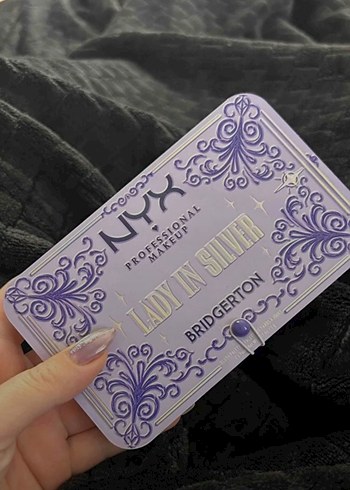 NYX
PROFESSIONAL
MAKEUP
LADY IN SILVER
BRIDGERTON